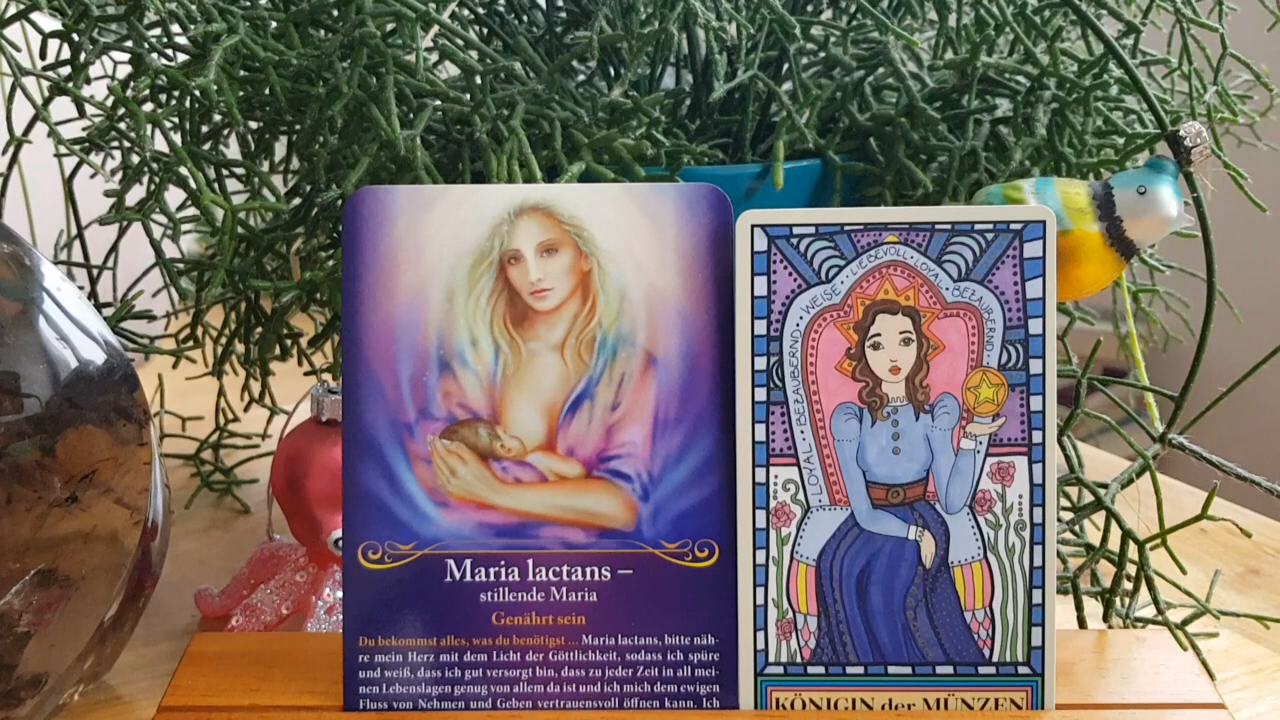 Maria lactans –
stillende Maria
Genährt sein
Du bekommst alles, was du benötigst ... Maria lactans, bitte näh-
re mein Herz mit dem Licht der Göttlichkeit, sodass ich spüre
und weiß, dass ich gut versorgt bin, dass zu jeder Zeit in all mei-
nen Lebenslagen genug von allem da ist und ich mich dem ewigen
Fluss von Nehmen und Geben vertrauensvoll öffnen kann. Ich
LOYAL · BEZAUBERND · WEISE · LIEBEVOLL · LOYAL · BEZAUBERND ·
KÖNIGIN der MÜNZEN